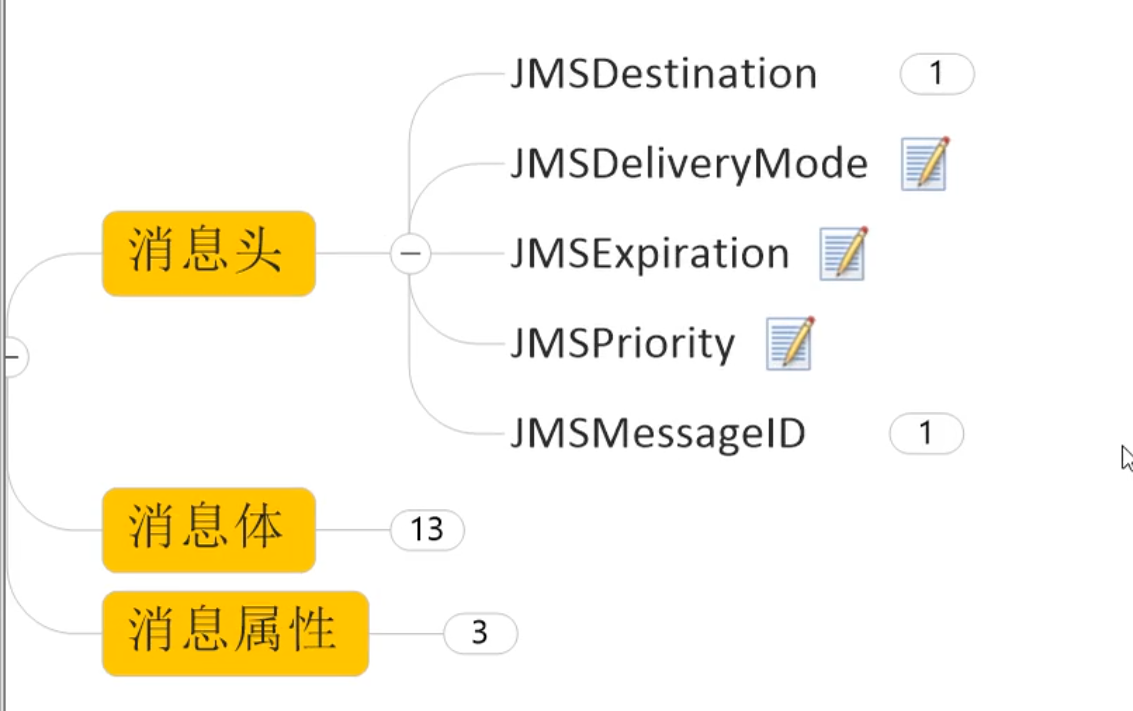 JMSDestination 1
JMSDeliveryMode
消息头
JMSExpiration
JMSPriority
JMSMessageID 1
消息体 13
消息属性 3